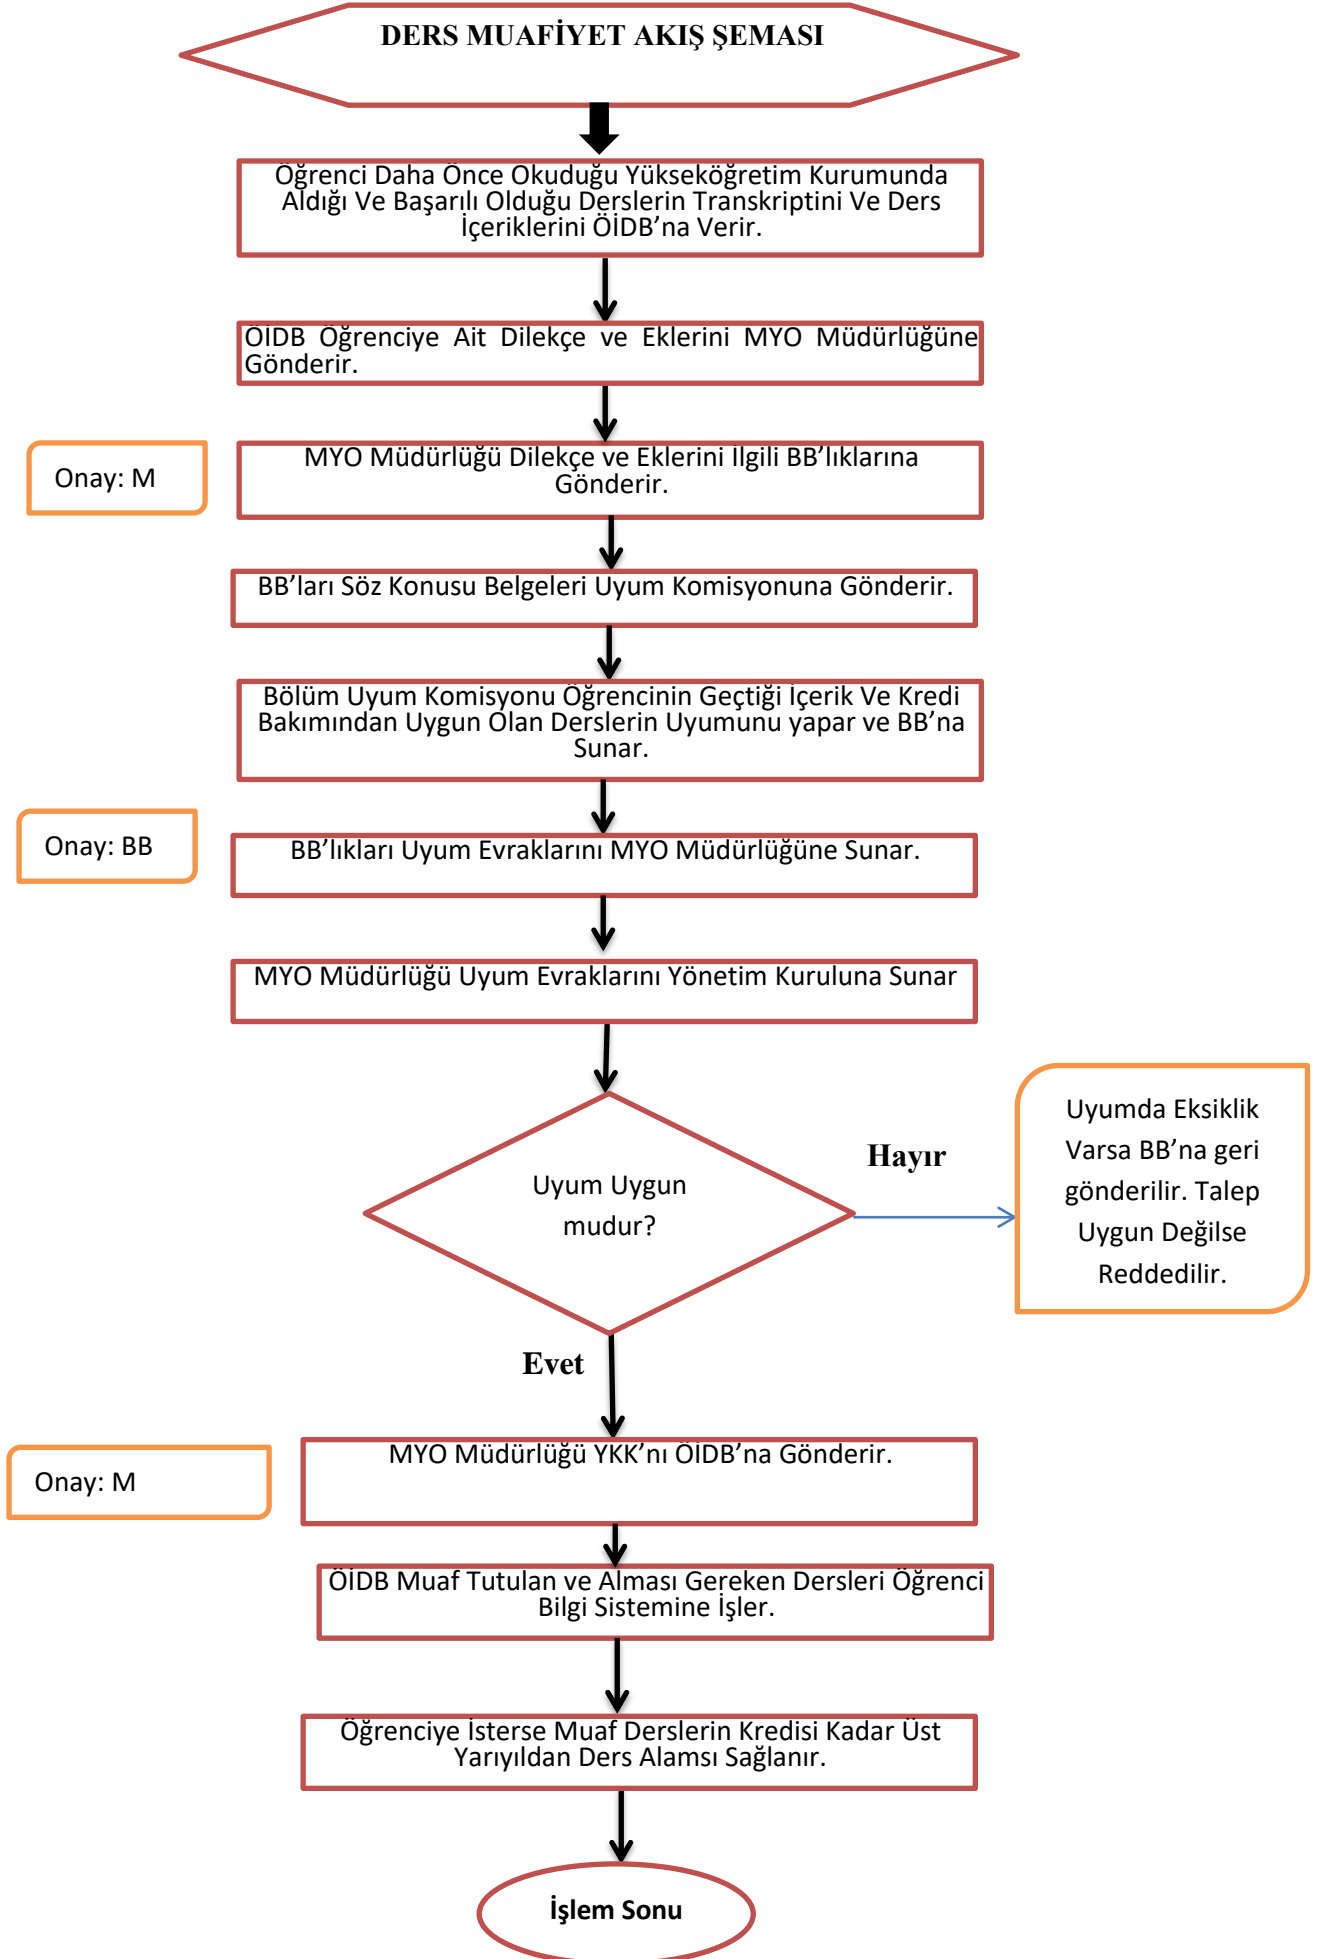 DERS MUAFİYET AKIŞ ŞEMASI
Öğrenci Daha Önce Okuduğu Yükseköğretim Kurumunda
Aldığı Ve Başarılı Olduğu Derslerin Transkriptini Ve Ders
İçeriklerini ÖİDB’na Verir.
ÖİDB Öğrenciye Ait Dilekçe ve Eklerini MYO Müdürlüğüne
Gönderir.
Onay: M
MYO Müdürlüğü Dilekçe ve Eklerini İlgili BB’lıklarına
Gönderir.
BB’ları Söz Konusu Belgeleri Uyum Komisyonuna Gönderir.
Bölüm Uyum Komisyonu Öğrencinin Geçtiği İçerik Ve Kredi
Bakımından Uygun Olan Derslerin Uyumunu yapar ve BB’na
Sunar.
Onay: BB
BB’lıkları Uyum Evraklarını MYO Müdürlüğüne Sunar.
MYO Müdürlüğü Uyum Evraklarını Yönetim Kuruluna Sunar
Uyum Uygun
mudur?
Hayır
Uyumda Eksiklik
Varsa BB’na geri
gönderilir. Talep
Uygun Değilse
Reddedilir.
Evet
Onay: M
MYO Müdürlüğü YKK’nı ÖİDB’na Gönderir.
ÖİDB Muaf Tutulan ve Alması Gereken Dersleri Öğrenci
Bilgi Sistemine İşler.
Öğrenciye İsterse Muaf Derslerin Kredisi Kadar Üst
Yarıyıldan Ders Alamsı Sağlanır.
İşlem Sonu